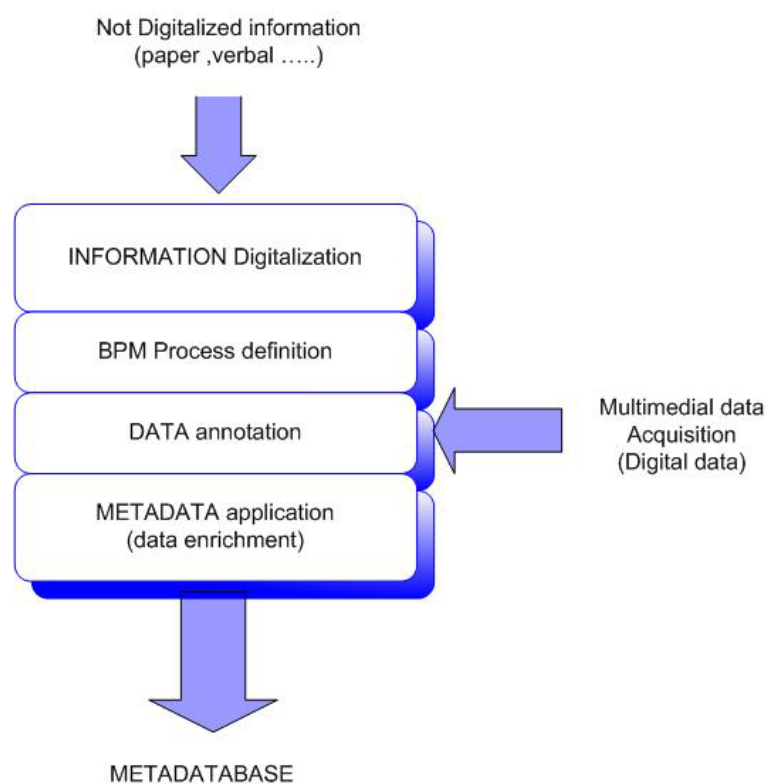 Not Digitalized information
(paper ,verbal …..)
INFORMATION Digitalization
BPM Process definition
DATA annotation
METADATA application
(data enrichment)
Multimedial data
Acquisition
(Digital data)
METADATABASE